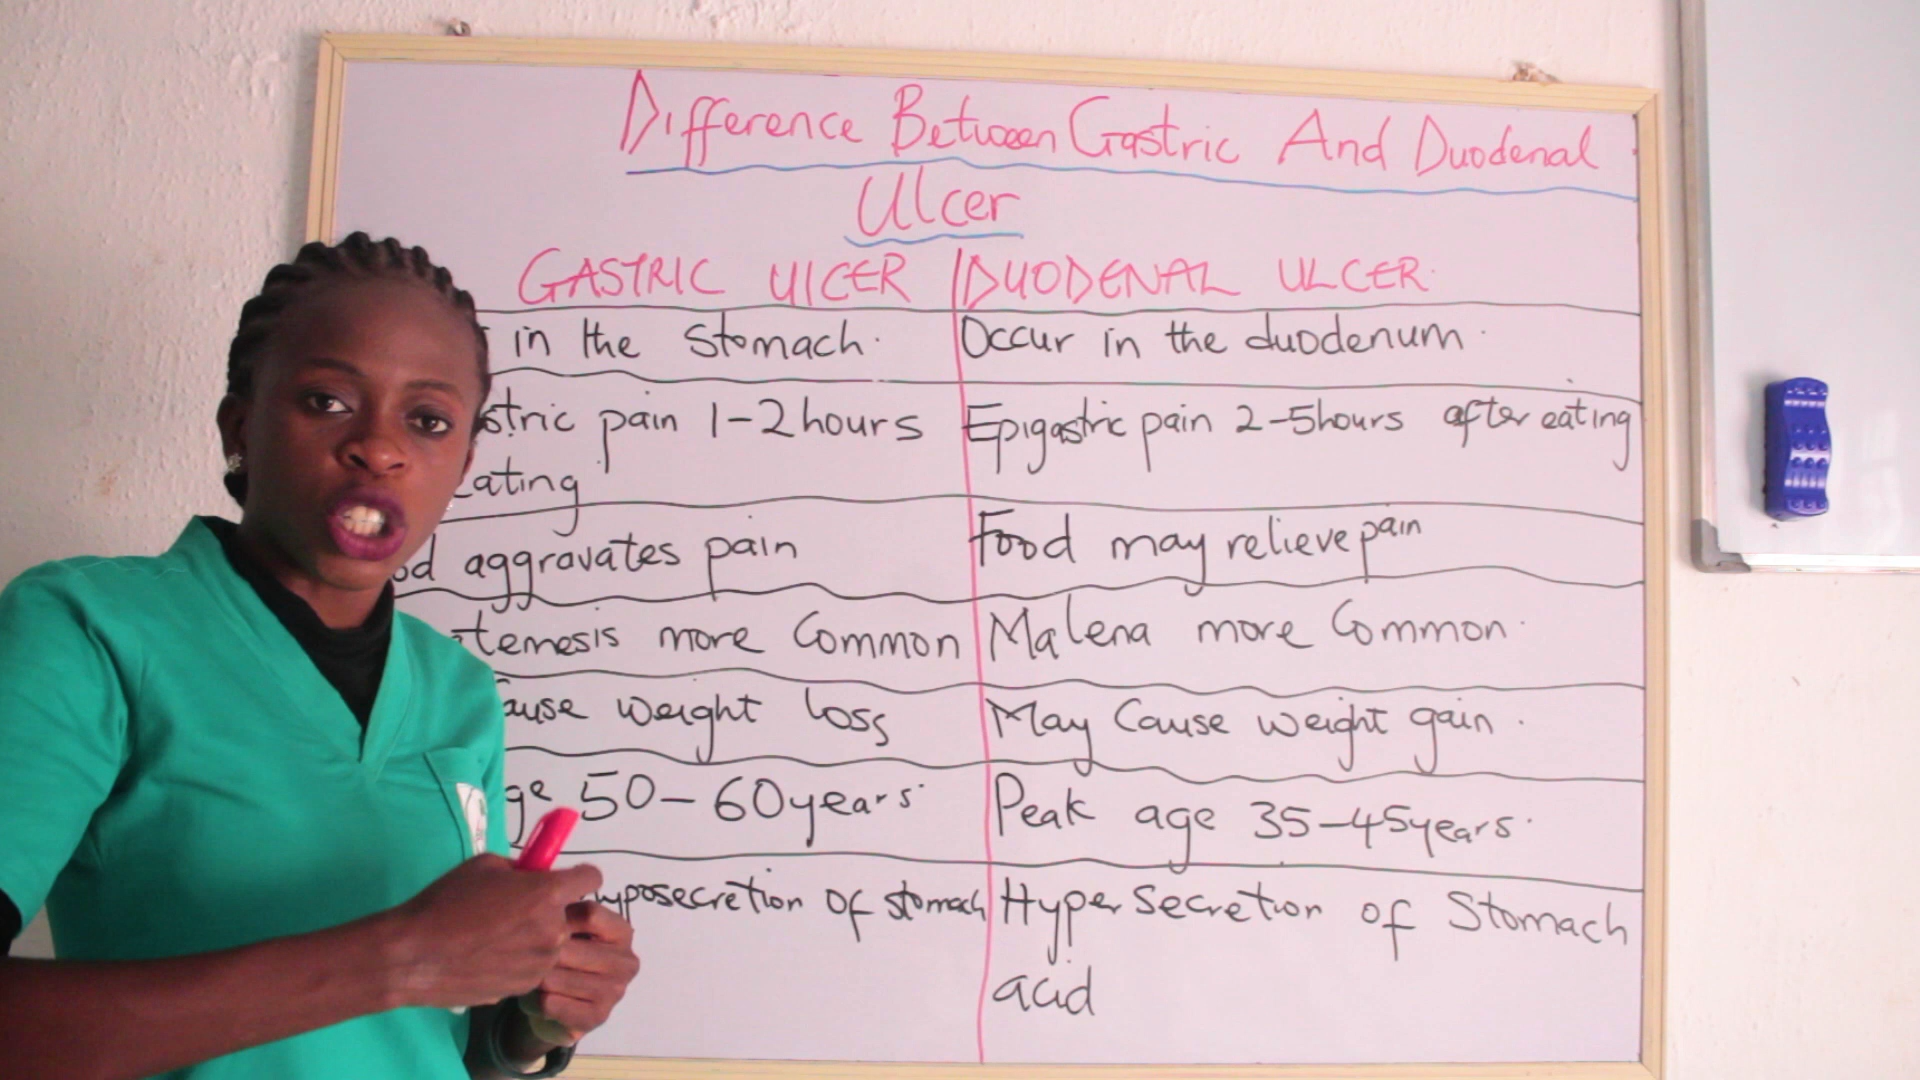 Difference Between Gastric And Duodenal
Ulcer
GASTRIC UlCER | DUODENAL ULCER.
in the stomach. Occur in the duodenum.
pain 1-2hours Epigastric pain 2-5hours after eating
aggravates pain Food may relieve pain
more Common Malena more Common.
weight loss May Cause weight gain.
50-60years. Peak age 35-45years.
of stomach Hyper Secretion of Stomach
acid